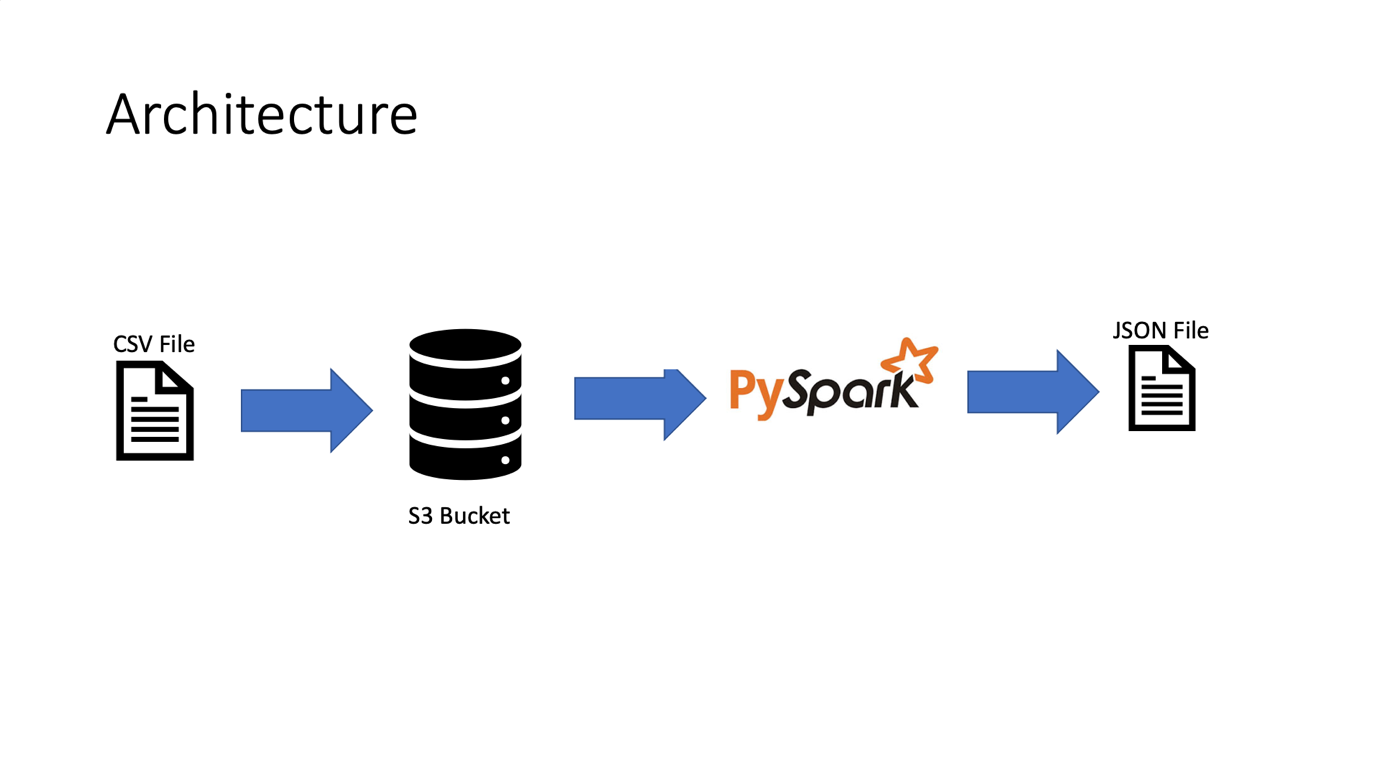 Architecture
CSV File
S3 Bucket
PySpark
JSON File